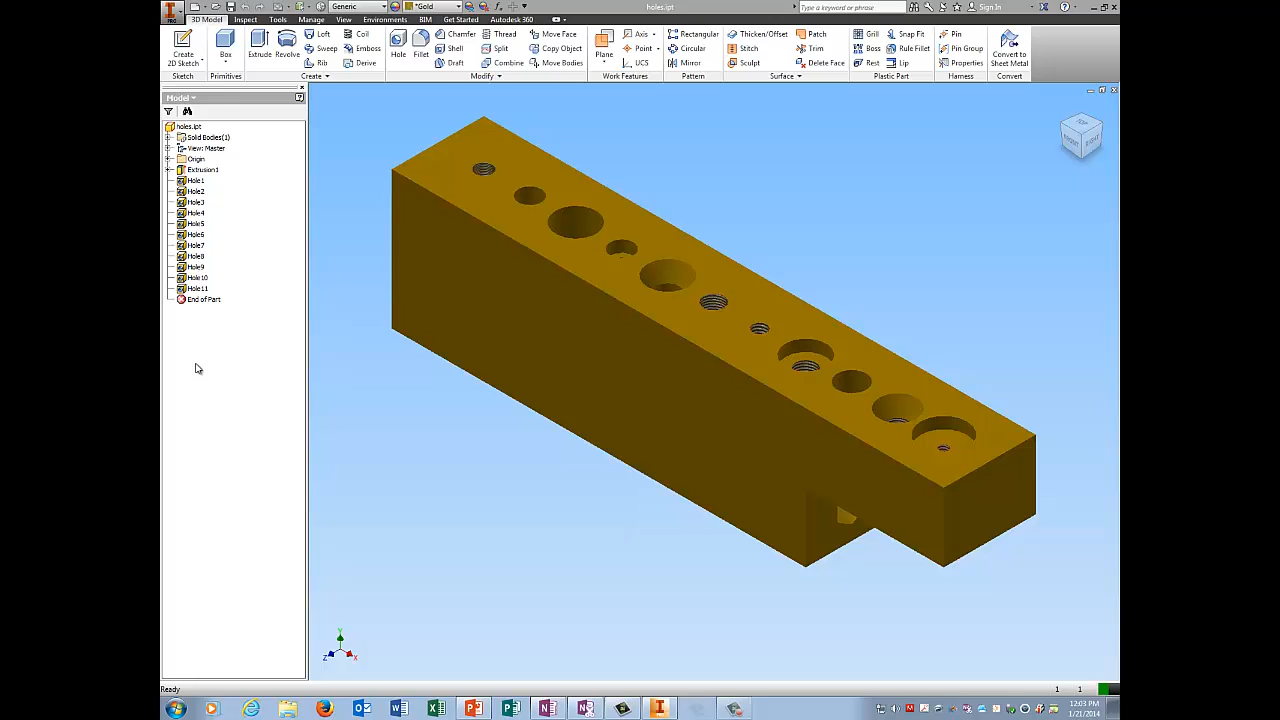 PRO
Generic
*Gold
fx
holes.ipt
Type a keyword or phrase
Sign In
3D Model
Inspect
Tools
Manage
View
Environments
BIM
Get Started
Autodesk 360
Create
2D Sketch
Sketch
Box
Primitives
Extrude
Revolve
Loft
Sweep
Rib
Coil
Emboss
Derive
Create
Hole
Fillet
Chamfer
Shell
Draft
Thread
Split
Combine
Move Face
Copy Object
Move Bodies
Modify
Plane
Axis
Point
UCS
Work Features
Rectangular
Circular
Mirror
Pattern
Thicken/Offset
Stitch
Sculpt
Patch
Trim
Delete Face
Surface
Grill
Boss
Rest
Snap Fit
Rule Fillet
Lip
Plastic Part
Pin
Pin Group
Properties
Harness
Convert to
Sheet Metal
Convert
Model
holes.ipt
Solid Bodies(1)
View: Master
Origin
Extrusion1
Hole1
Hole2
Hole3
Hole4
Hole5
Hole6
Hole7
Hole8
Hole9
Hole10
Hole11
End of Part
TOP
FRONT
RIGHT
Y
Z
X
Ready
1 1
12:03 PM
1/21/2014